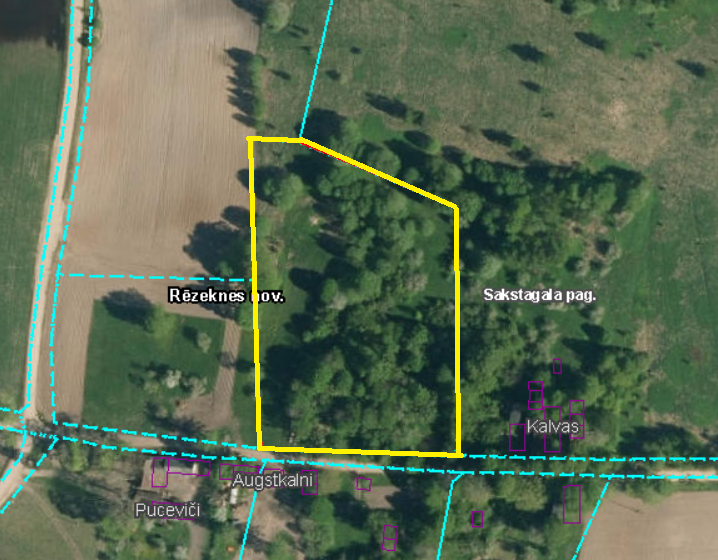 Rēzeknes nov.
Sakstagala pag.
Kalvas
Augstkalni
Puceviči